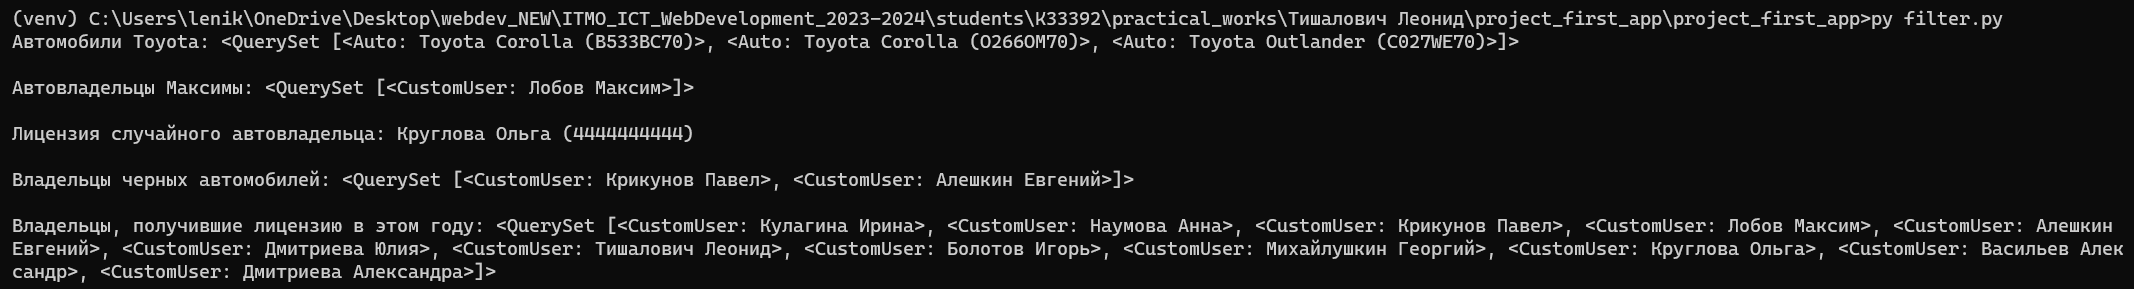 (venv) C:\Users\lenik\OneDrive\Desktop\webdev_NEW\ITMO_ICT_WebDevelopment_2023-2024\students\K33392\practical_works\Тишалович Леонид\project_first_app\project_first_app>py filter.py
Автомобили Toyota: <QuerySet [<Auto: Toyota Corolla (B533BC70)>, <Auto: Toyota Corolla (O266OM70)>, <Auto: Toyota Outlander (C027WE70)>]>
Автовладельцы Максимы: <QuerySet [<CustomUser: Лобов Максим>]>
Лицензия случайного автовладельца: Круглова Ольга (4444444444)
Владельцы черных автомобилей: <QuerySet [<CustomUser: Крикунов Павел>, <CustomUser: Алешкин Евгений>]>
Владельцы, получившие лицензию в этом году: <QuerySet [<CustomUser: Кулагина Ирина>, <CustomUser: Наумова Анна>, <CustomUser: Крикунов Павел>, <CustomUser: Лобов Максим>, <CustomUser: Алешкин
Евгений>, <CustomUser: Дмитриева Юлия>, <CustomUser: Тишалович Леонид>, <CustomUser: Болотов Игорь>, <CustomUser: Михайлушкин Георгий>, <CustomUser: Круглова Ольга>, <CustomUser: Васильев Алек
сандр>, <CustomUser: Дмитриева Александра>]>